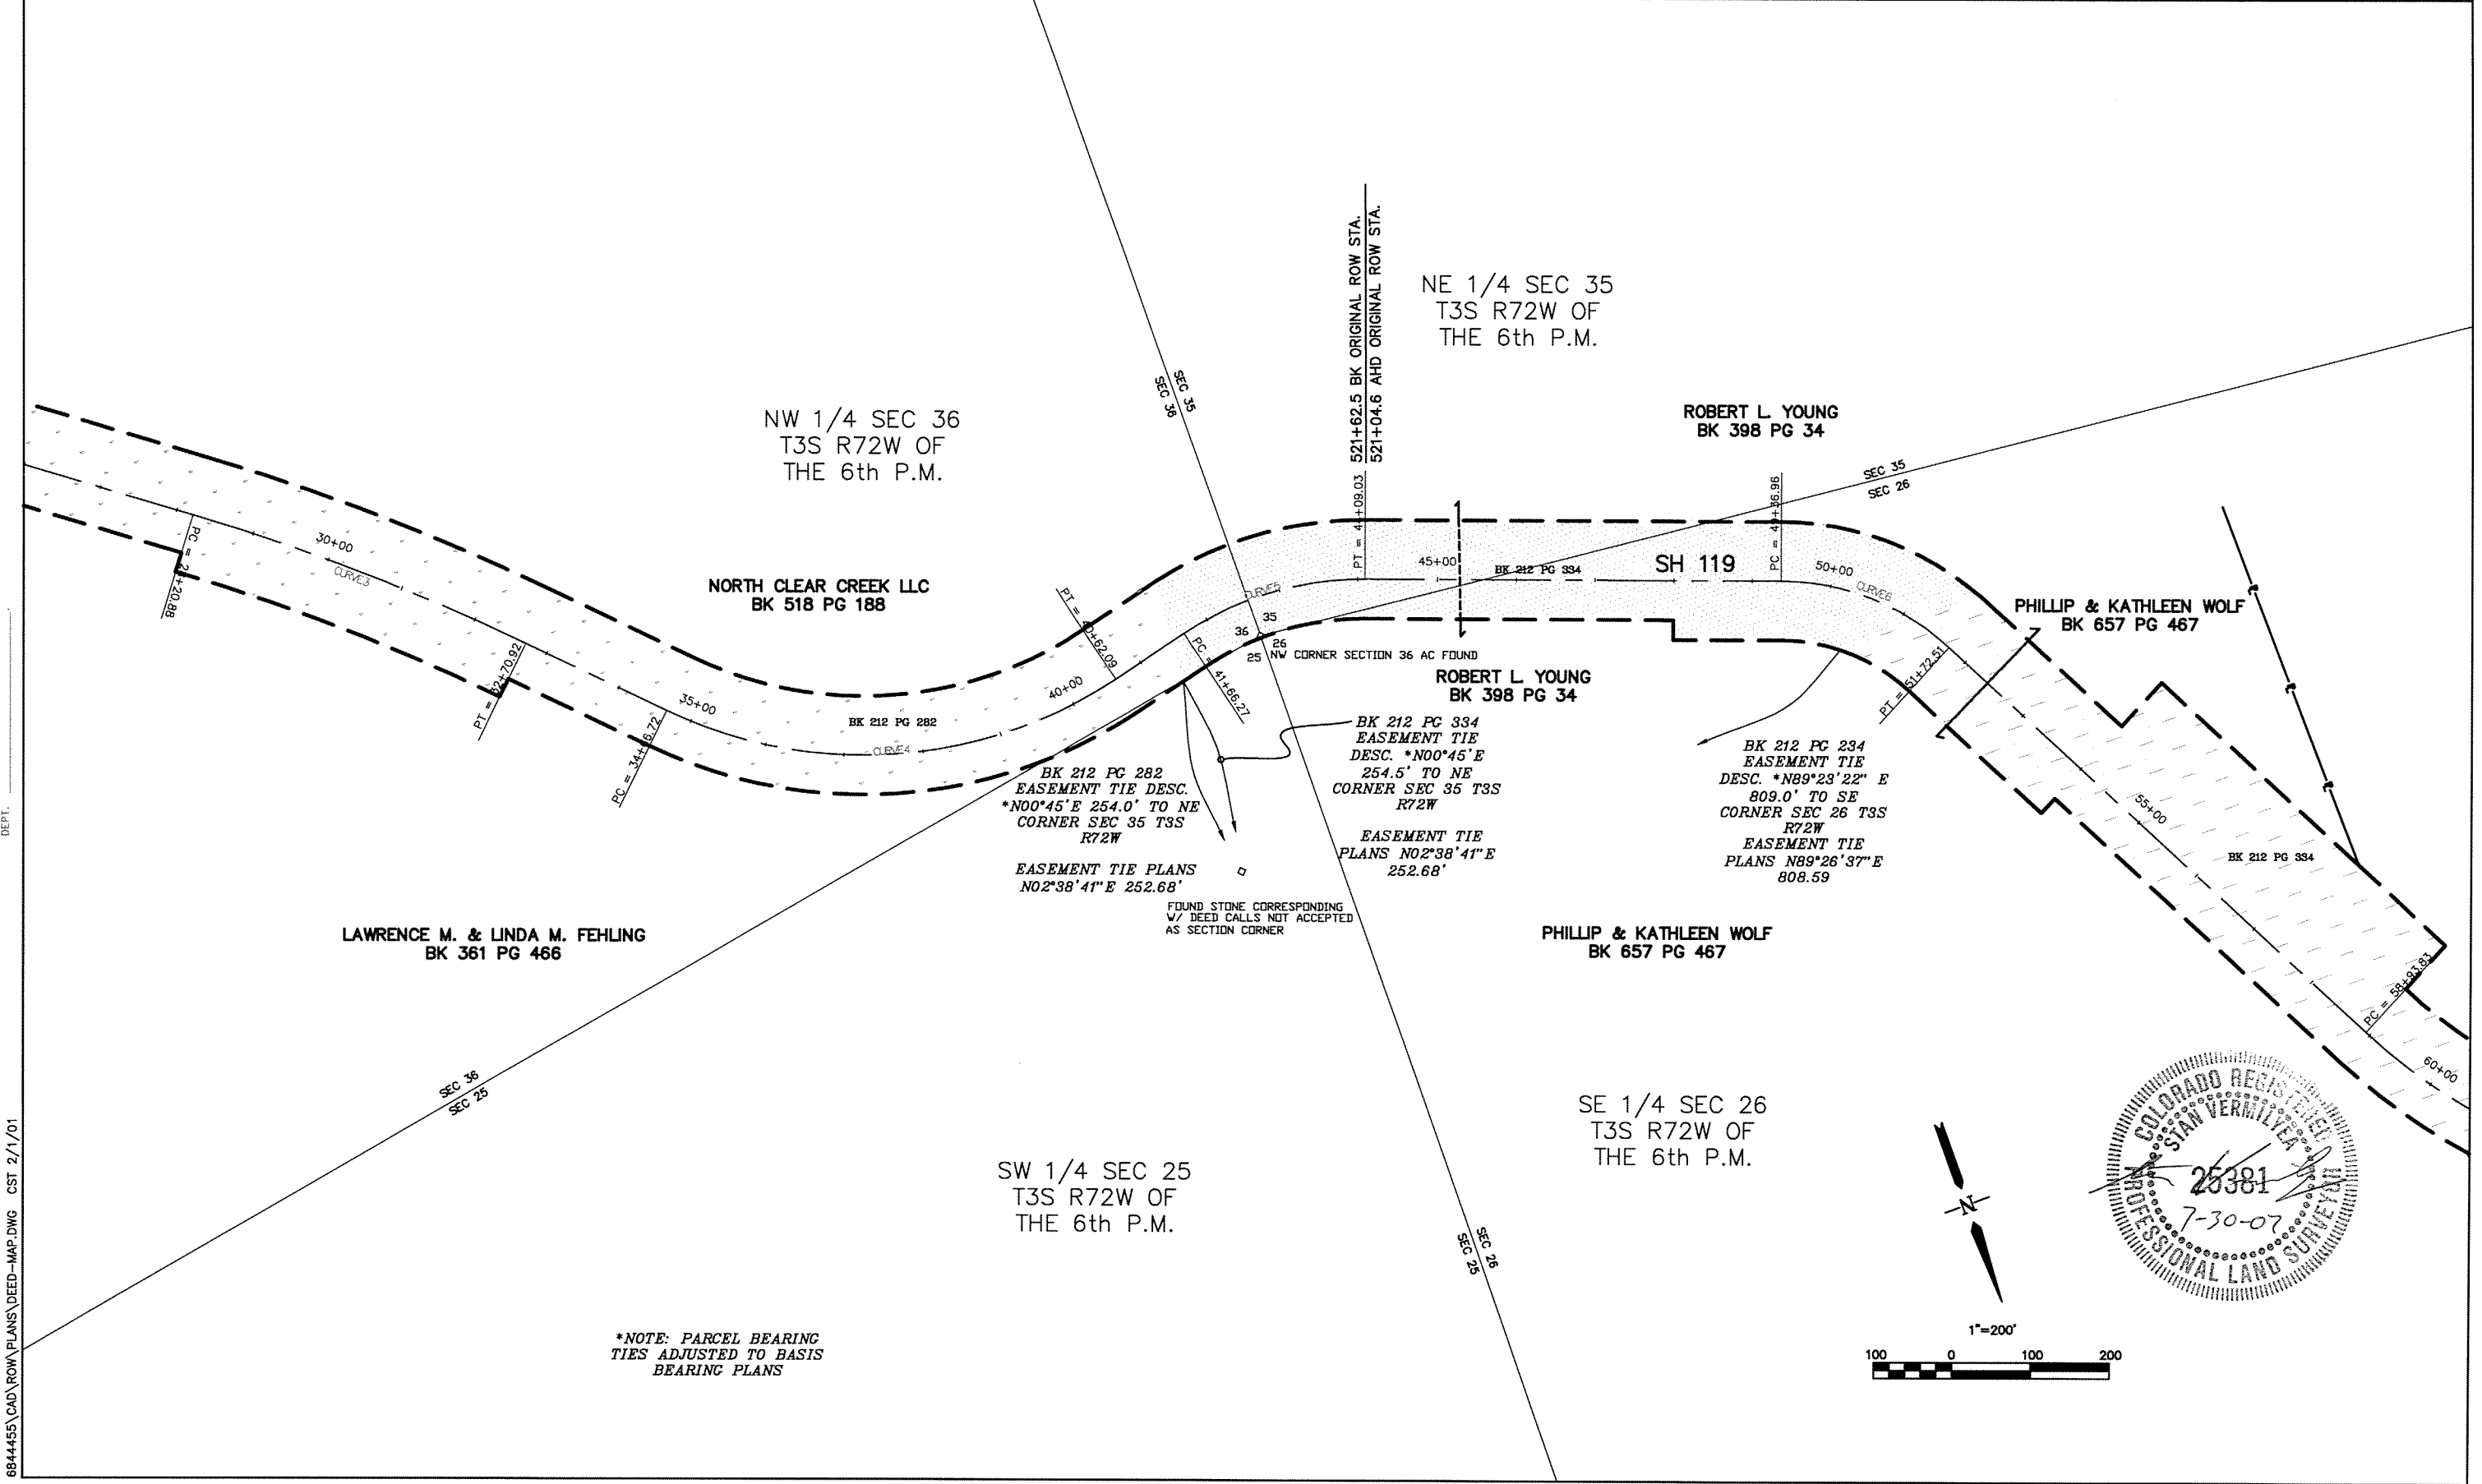 521+62.5 BK ORIGINAL ROW STA.
521+04.6 AHD ORIGINAL ROW STA.
NE 1/4 SEC 35
T3S R72W OF
THE 6th P.M.
NW 1/4 SEC 36
T3S R72W OF
THE 6th P.M.
SEC 35
SEC 36
ROBERT L. YOUNG
BK 398 PG 34
SEC 35
SEC 26
PC = 28+20.88
30+00
CURVE3
PT = 32+70.92
NORTH CLEAR CREEK LLC
BK 518 PG 188
PC = 34+66.72
35+00
BK 212 PG 282
CURVE4
40+00
PT = 40+62.09
PC = 41+66.27
CURVE5
35
36
26
25
NW CORNER SECTION 36 AC FOUND
PT = 44+09.03
45+00
BK 212 PG 334
SH 119
PC = 49+36.96
50+00
CURVE6
PT = 51+72.51
PHILLIP & KATHLEEN WOLF
BK 657 PG 467
ROBERT L. YOUNG
BK 398 PG 34
BK 212 PG 282
EASEMENT TIE DESC.
*N00°45'E 254.0' TO NE
CORNER SEC 35 T3S
R72W
EASEMENT TIE PLANS
N02°38'41"E 252.68'
BK 212 PG 334
EASEMENT TIE
DESC. *N00°45'E
254.5' TO NE
CORNER SEC 35 T3S
R72W
EASEMENT TIE
PLANS N02°38'41"E
252.68'
BK 212 PG 234
EASEMENT TIE
DESC. *N89°23'22" E
809.0' TO SE
CORNER SEC 26 T3S
R72W
EASEMENT TIE
PLANS N89°26'37"E
808.59
55+00
BK 212 PG 334
PC = 58+93.83
60+00
FOUND STONE CORRESPONDING
W/ DEED CALLS NOT ACCEPTED
AS SECTION CORNER
LAWRENCE M. & LINDA M. FEHLING
BK 361 PG 466
PHILLIP & KATHLEEN WOLF
BK 657 PG 467
SEC 36
SEC 25
SW 1/4 SEC 25
T3S R72W OF
THE 6th P.M.
SE 1/4 SEC 26
T3S R72W OF
THE 6th P.M.
SEC 26
SEC 25
N
COLORADO REGISTERED
STAN VERMILYEA
25381
7-30-07
PROFESSIONAL LAND SURVEYOR
*NOTE: PARCEL BEARING
TIES ADJUSTED TO BASIS
BEARING PLANS
1"=200'
100 0 100 200
DEPT.
6844455\CAD\ROW\PLANS\DEED-MAP.DWG CST 2/1/01